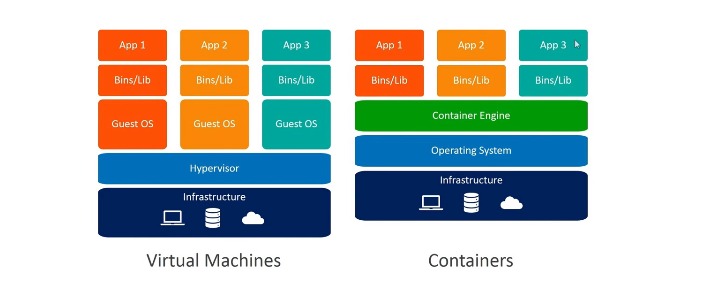 App 1
App 2
App 3
Bins/Lib
Bins/Lib
Bins/Lib
Guest OS
Guest OS
Guest OS
Hypervisor
Infrastructure
Virtual Machines
App 1
App 2
App 3
Bins/Lib
Bins/Lib
Bins/Lib
Container Engine
Operating System
Infrastructure
Containers